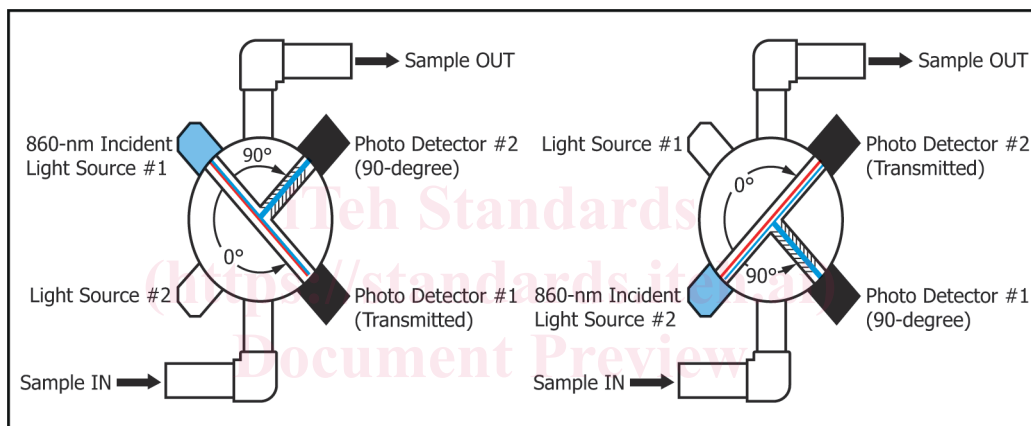 Sample OUT
860-nm Incident
Light Source #1
90°
Photo Detector #2
(90-degree)
0°
Light Source #2
Photo Detector #1
(Transmitted)
Sample IN
Sample OUT
Light Source #1
Photo Detector #2
(Transmitted)
0°
90°
860-nm Incident
Light Source #2
Photo Detector #1
(90-degree)
Sample IN
iTeh Standards
(https://standards.iteh.ai)
Document Preview